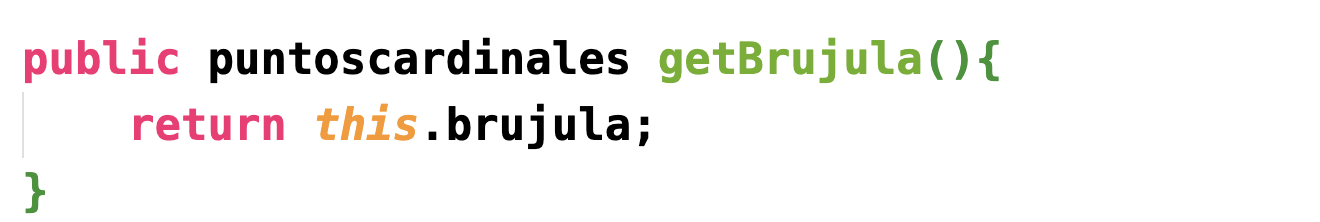 public puntoscardinales getBrujula(){
    return this.brujula;
}